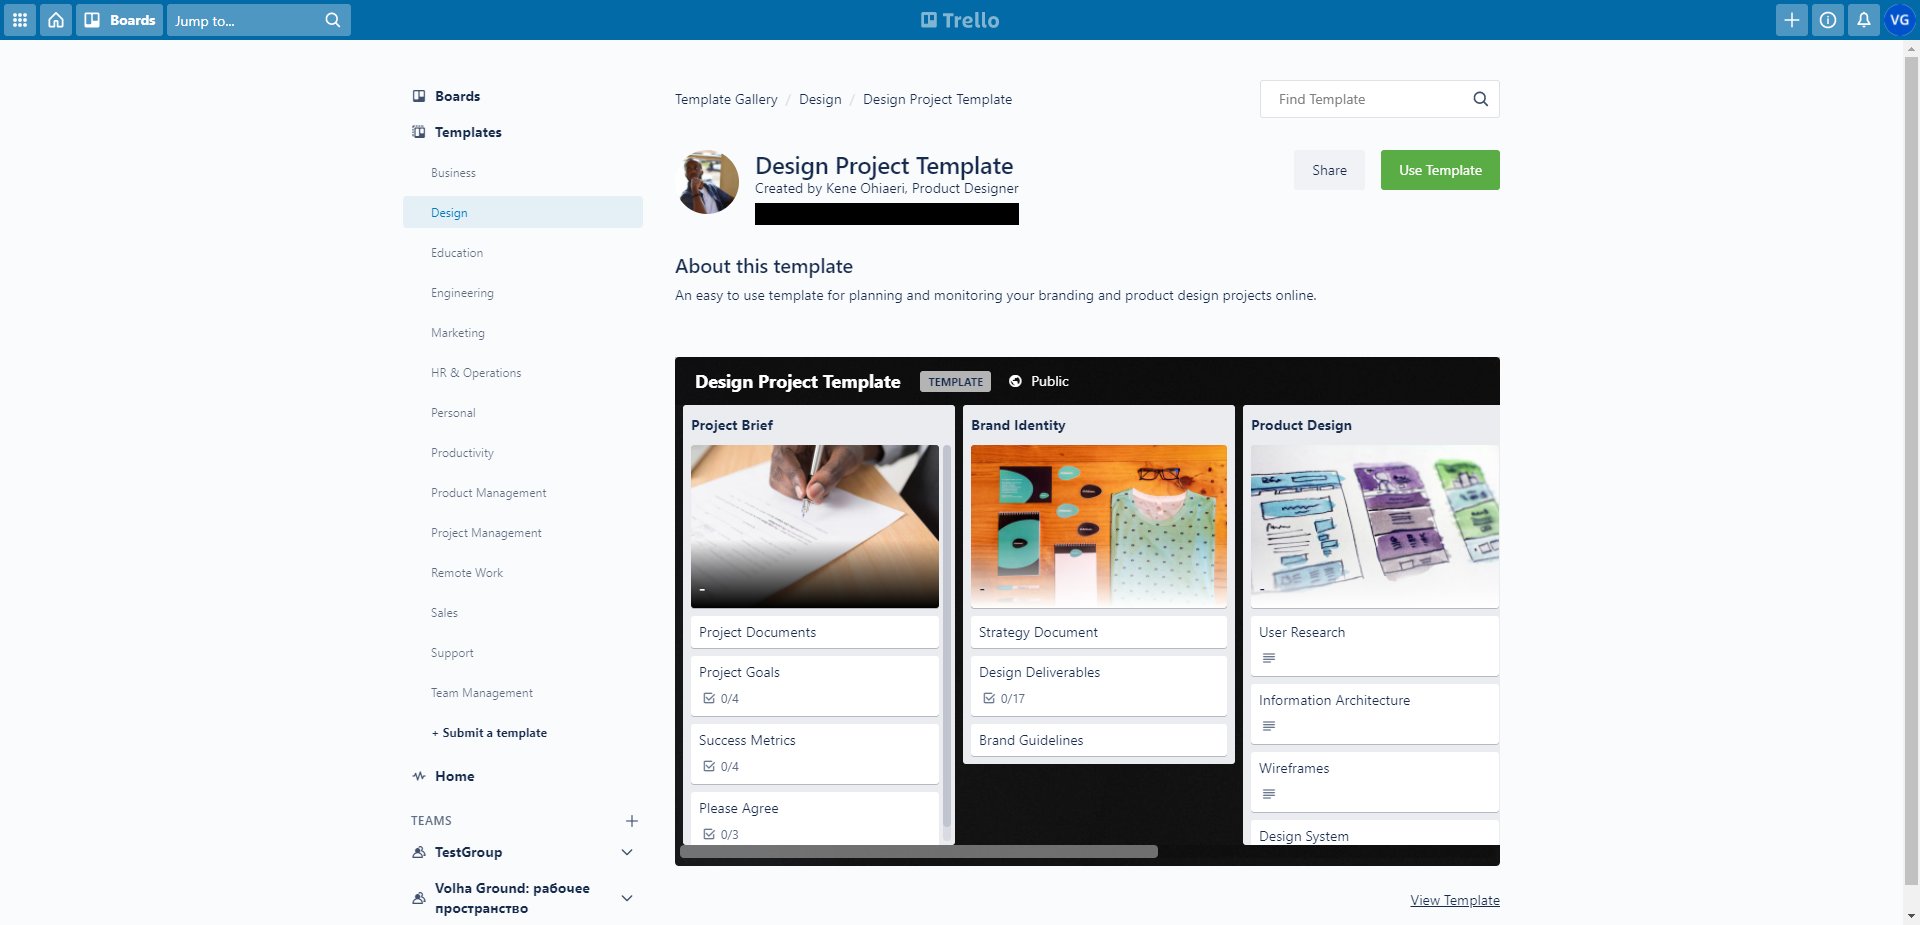 Boards
Jump to...
Trello
VG
Boards
Templates
Business
Design
Education
Engineering
Marketing
HR & Operations
Personal
Productivity
Product Management
Project Management
Remote Work
Sales
Support
Team Management
+ Submit a template
Home
TEAMS
TestGroup
Volha Ground: рабочее
пространство
Template Gallery / Design / Design Project Template
Find Template
Design Project Template
Created by Kene Ohiaeri, Product Designer
Share
Use Template
About this template
An easy to use template for planning and monitoring your branding and product design projects online.
Design Project Template
TEMPLATE
Public
Project Brief
-
Project Documents
Project Goals
0/4
Success Metrics
0/4
Please Agree
0/3
Brand Identity
-
Strategy Document
Design Deliverables
0/17
Brand Guidelines
Product Design
-
User Research
Information Architecture
Wireframes
Design System
View Template